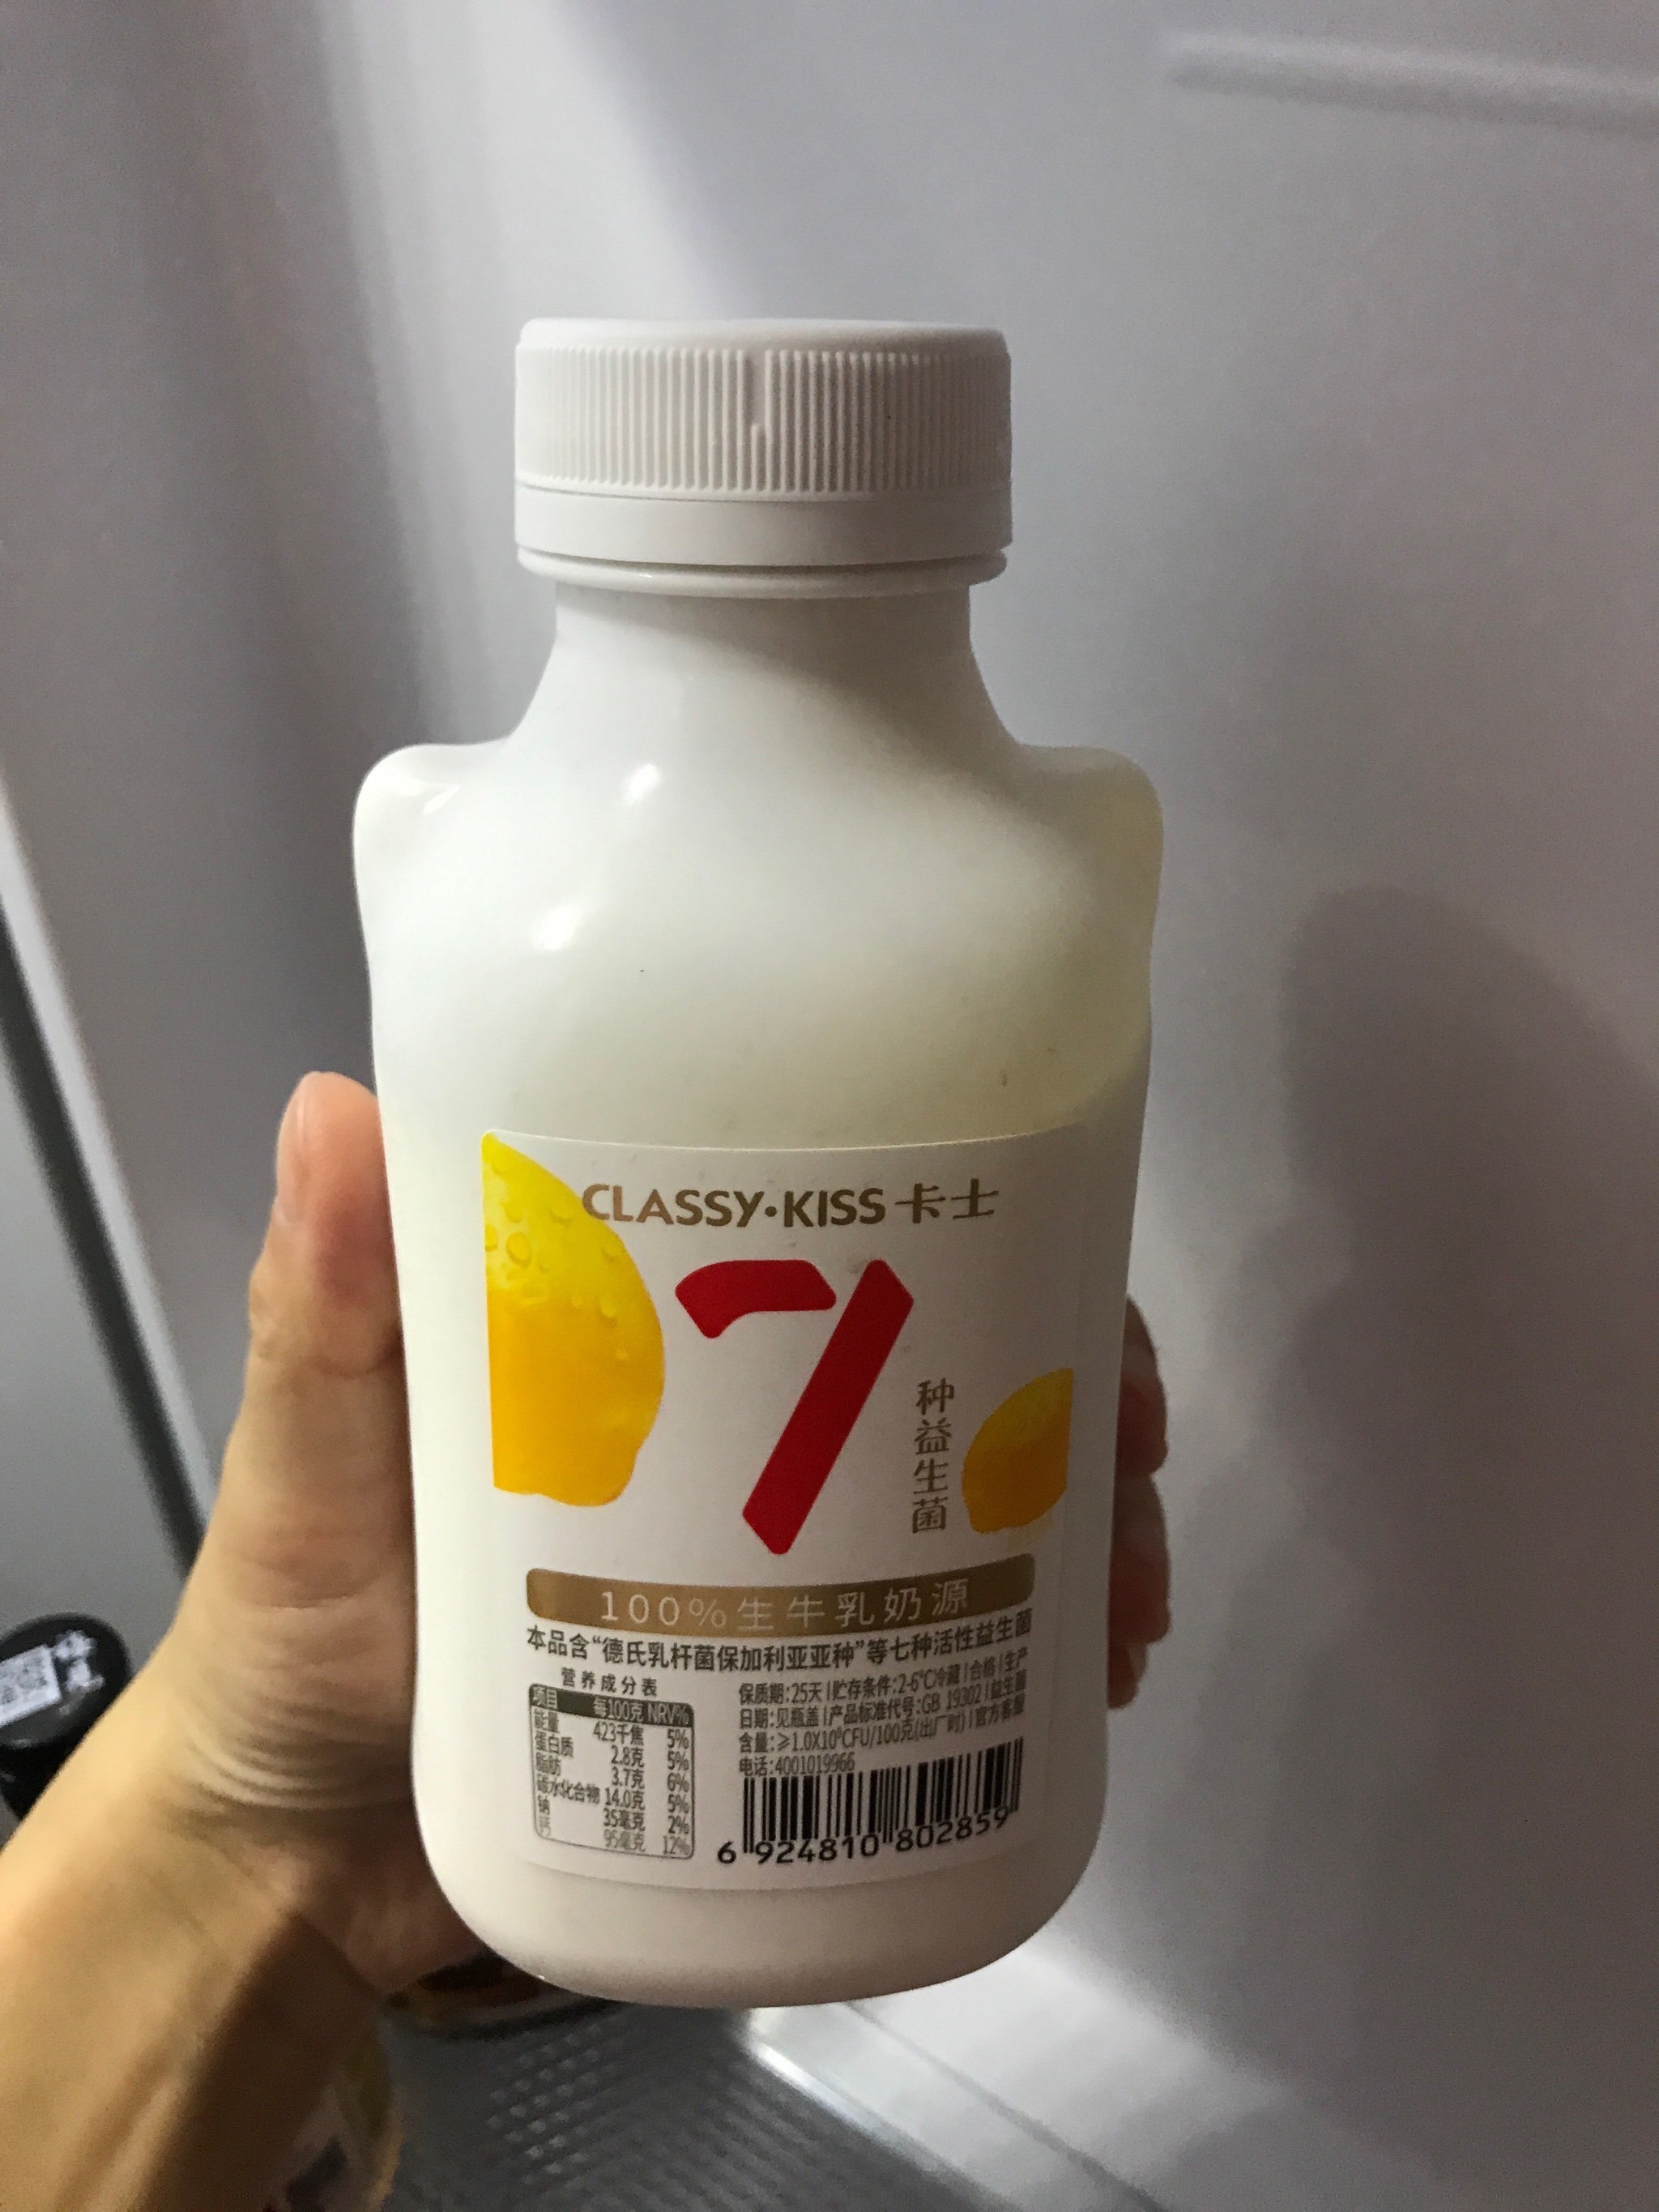 CLASSY·KISS 卡士
7
种益生菌
100%生牛乳奶源
本品含“德氏乳杆菌保加利亚亚种”等七种活性益生菌
营养成分表
项目 每100克 NRV%
能量 423千焦 5%
蛋白质 2.8克 5%
脂肪 3.7克 6%
碳水化合物 14.0克 5%
钠 35毫克 2%
钙 95毫克 12%
保质期:25天|贮存条件:2-6℃冷藏|合格|生产
日期:见瓶盖|产品标准代号:GB 19302|益生菌
含量:≥1.0X10⁸CFU/100克(出厂时)|官方客服
电话:4001019966
6 924810 802859